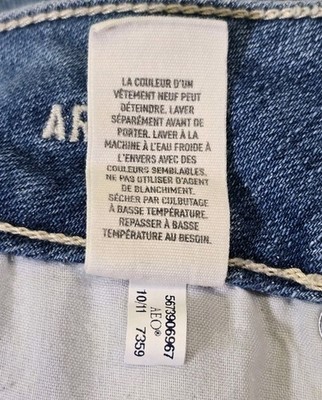 LA COULEUR D'UN
VÊTEMENT NEUF PEUT
DÉTEINDRE. LAVER
SÉPARÉMENT AVANT DE
PORTER. LAVER À LA
MACHINE À L'EAU FROIDE À
L'ENVERS AVEC DES
COULEURS SEMBLABLES.
NE PAS UTILISER D'AGENT
DE BLANCHIMENT.
SÉCHER PAR CULBUTAGE
À BASSE TEMPÉRATURE.
REPASSER À BASSE
TEMPÉRATURE AU BESOIN.
AR
5673906967
AEO®
10/11 7359